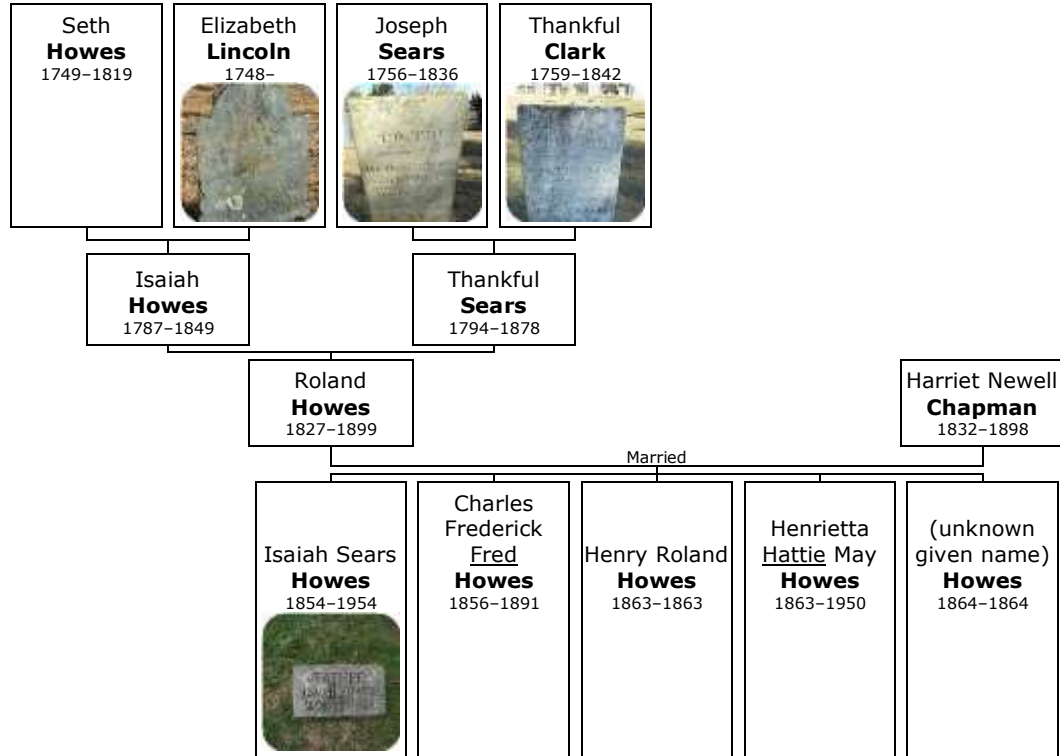 Seth
Howes
1749–1819
Elizabeth
Lincoln
1748–
Joseph
Sears
1756–1836
Thankful
Clark
1759–1842
Isaiah
Howes
1787–1849
Thankful
Sears
1794–1878
Roland
Howes
1827–1899
Harriet Newell
Chapman
1832–1898
Married
Isaiah Sears
Howes
1854–1954
Charles
Frederick
Fred
Howes
1856–1891
Henry Roland
Howes
1863–1863
Henrietta
Hattie May
Howes
1863–1950
(unknown
given name)
Howes
1864–1864